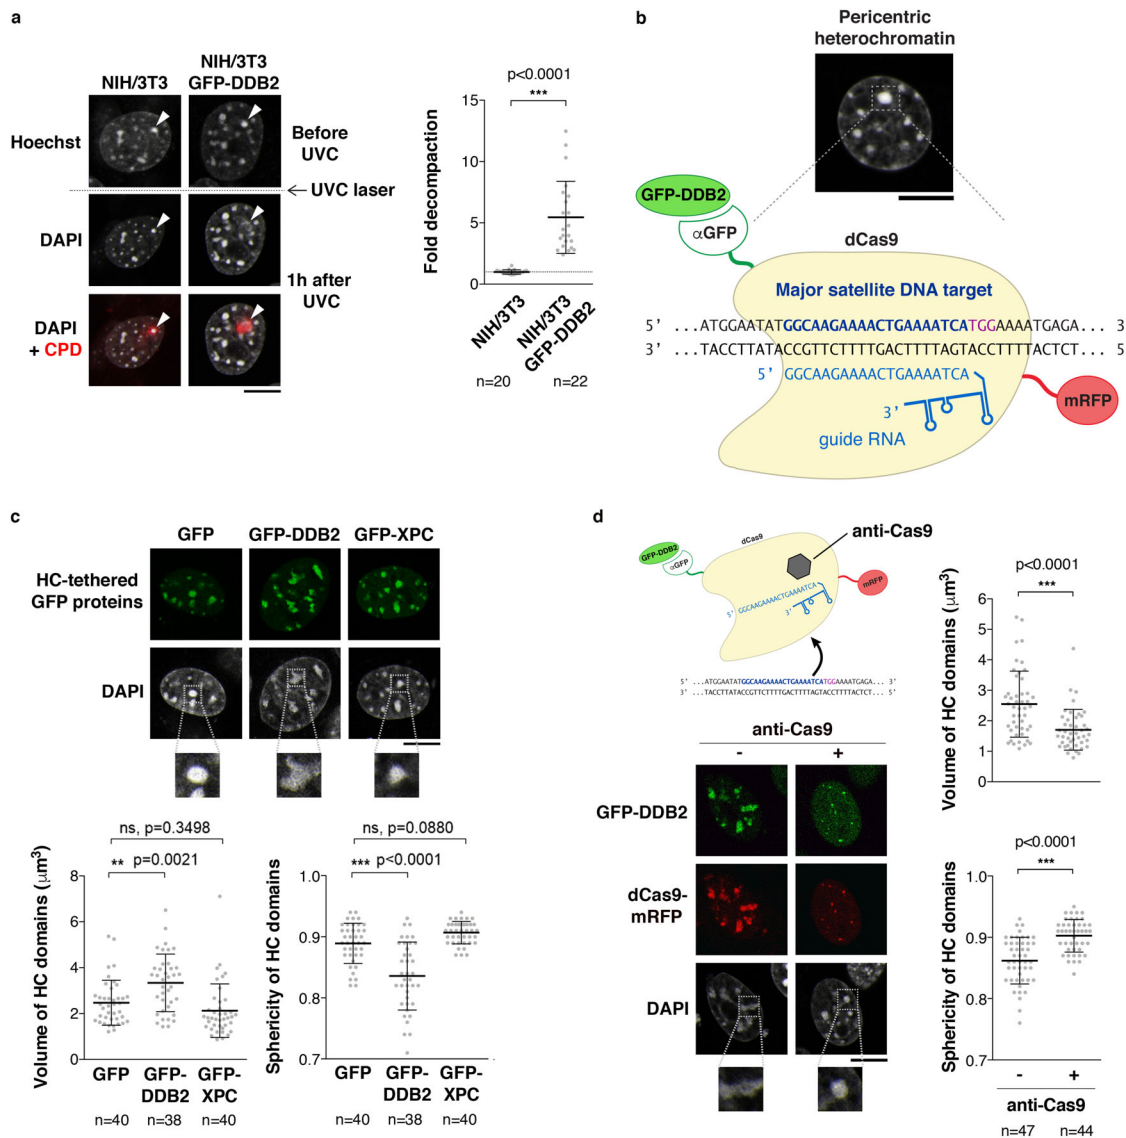 a
NIH/3T3
NIH/3T3
GFP-DDB2
Hoechst
Before
UVC
UVC laser
DAPI
1h after
UVC
DAPI
+ CPD
p<0.0001
***
Fold decompaction
15
10
5
0
NIH/3T3
NIH/3T3
GFP-DDB2
n=20
n=22
b
Pericentric
heterochromatin
GFP-DDB2
αGFP
dCas9
Major satellite DNA target
5’ ...ATGGAATATGGCAAGAAAACTGAAAATCATGGAAAATGAGA... 3
3’ ...TACCTTATACCGTTCTTTTGACTTTTAGTACCTTTTACTCT... 5
5’ GGCAAGAAAACTGAAAATCA
3’
guide RNA
mRFP
c
GFP
GFP-DDB2
GFP-XPC
HC-tethered
GFP proteins
DAPI
ns, p=0.3498
** p=0.0021
Volume of HC domains (μm³)
8
6
4
2
0
GFP
GFP-
DDB2
GFP-
XPC
n=40
n=38
n=40
ns, p=0.0880
*** p<0.0001
Sphericity of HC domains
1.0
0.9
0.8
0.7
GFP
GFP-
DDB2
GFP-
XPC
n=40
n=38
n=40
d
anti-Cas9
dCas9
GFP-DDB2
αGFP
mRFP
5’ GGCAAGAAAACTGAAAATCA
3’
5’ ...ATGGAATATGGCAAGAAAACTGAAAATCATGGAAAATGAGA... 3’
3’ ...TACCTTATACCGTTCTTTTGACTTTTAGTACCTTTTACTCT... 5’
anti-Cas9
-
+
GFP-DDB2
dCas9-
mRFP
DAPI
p<0.0001
***
Volume of HC domains (μm³)
6
5
4
3
2
1
0
p<0.0001
***
Sphericity of HC domains
1.0
0.9
0.8
0.7
-
+
anti-Cas9
n=47
n=44